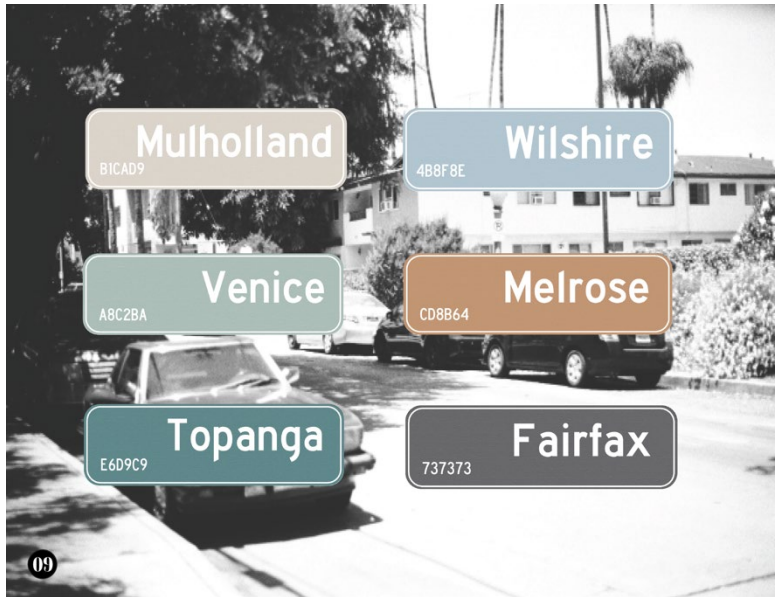 Mulholland
B1CAD9
Wilshire
4B8F8E
Venice
A8C2BA
Melrose
CD8B64
Topanga
E6D9C9
Fairfax
737373
09